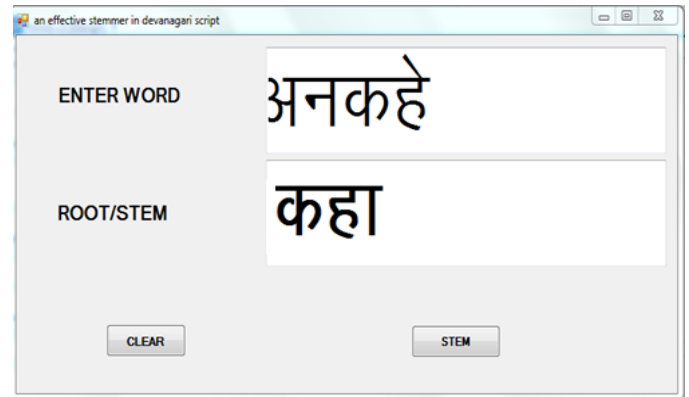 an effective stemmer in devanagari script
ENTER WORD
अनकहे
ROOT/STEM
कहा
CLEAR
STEM